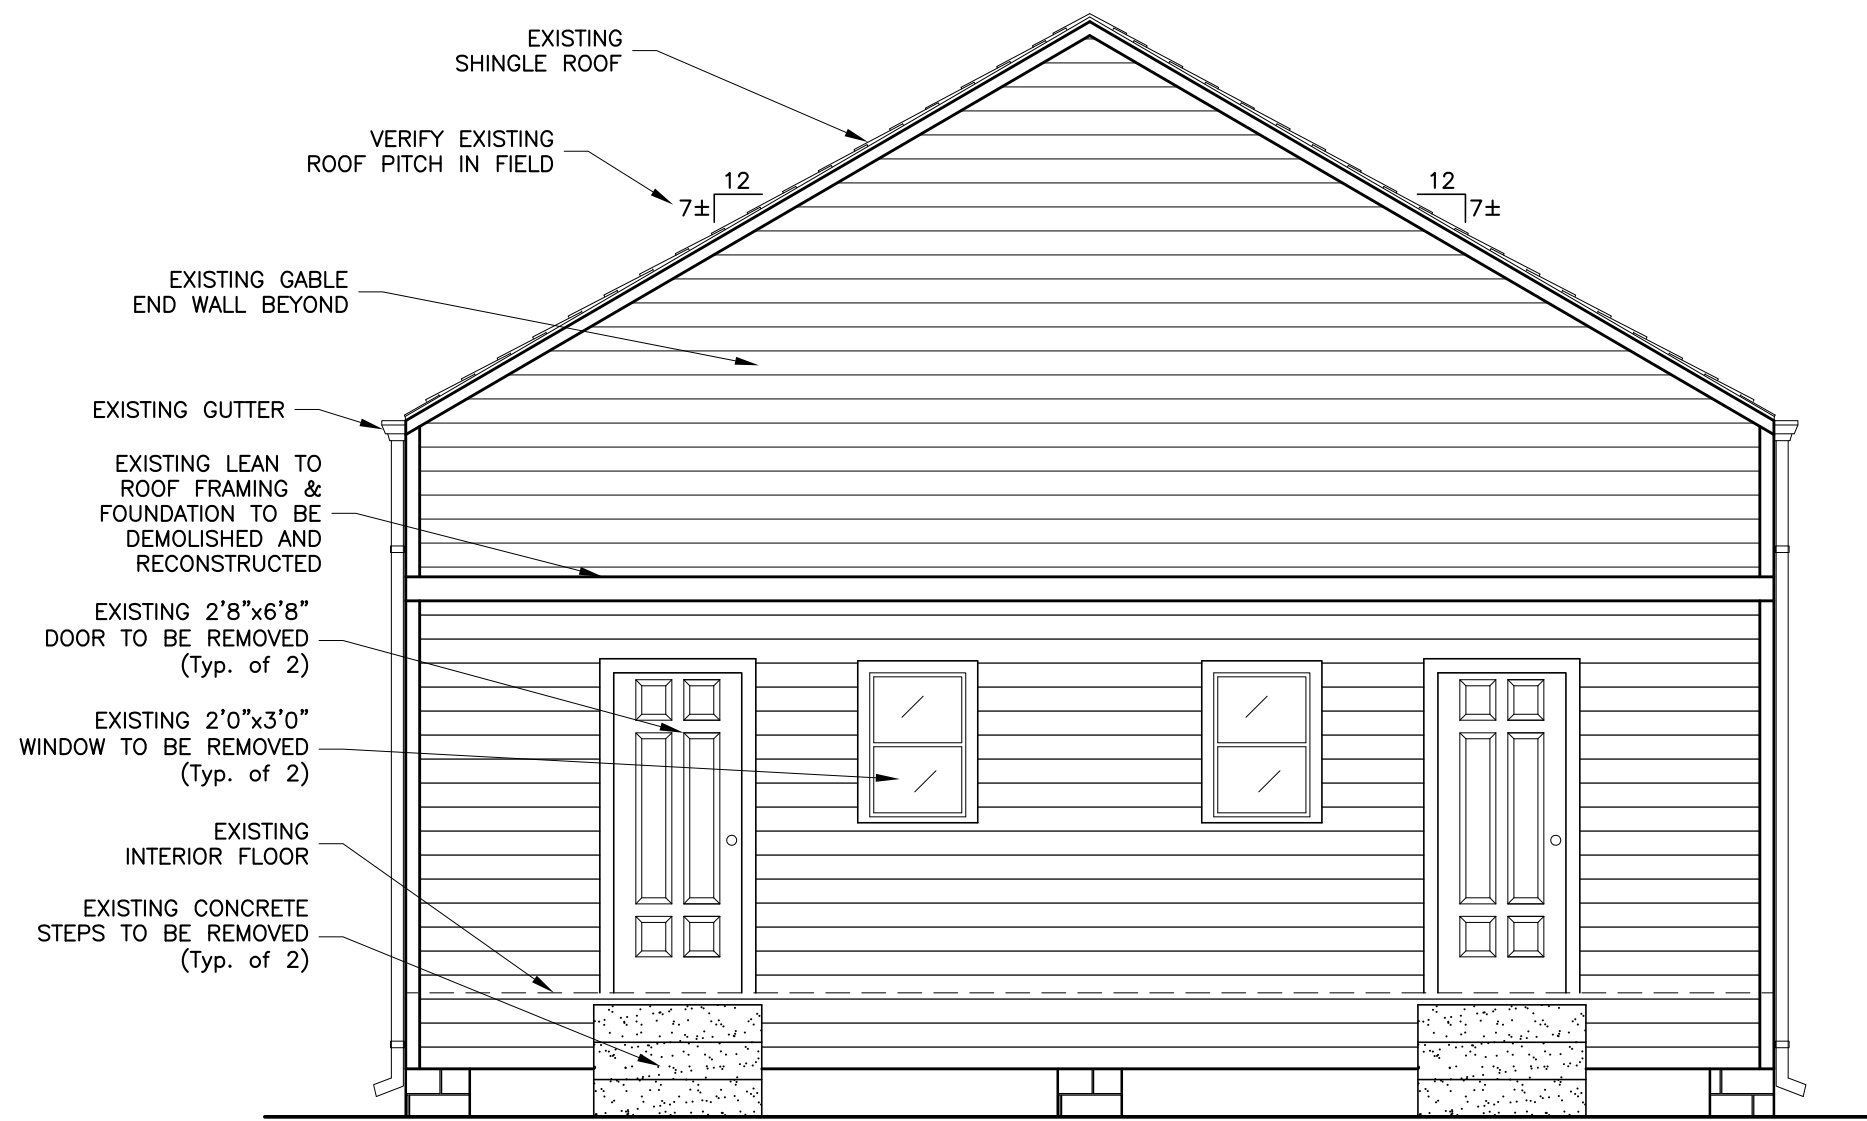 EXISTING
SHINGLE ROOF
VERIFY EXISTING
ROOF PITCH IN FIELD
12
7±
12
7±
EXISTING GABLE
END WALL BEYOND
EXISTING GUTTER
EXISTING LEAN TO
ROOF FRAMING &
FOUNDATION TO BE
DEMOLISHED AND
RECONSTRUCTED
EXISTING 2'8"x6'8"
DOOR TO BE REMOVED
(Typ. of 2)
EXISTING 2'0"x3'0"
WINDOW TO BE REMOVED
(Typ. of 2)
EXISTING
INTERIOR FLOOR
EXISTING CONCRETE
STEPS TO BE REMOVED
(Typ. of 2)